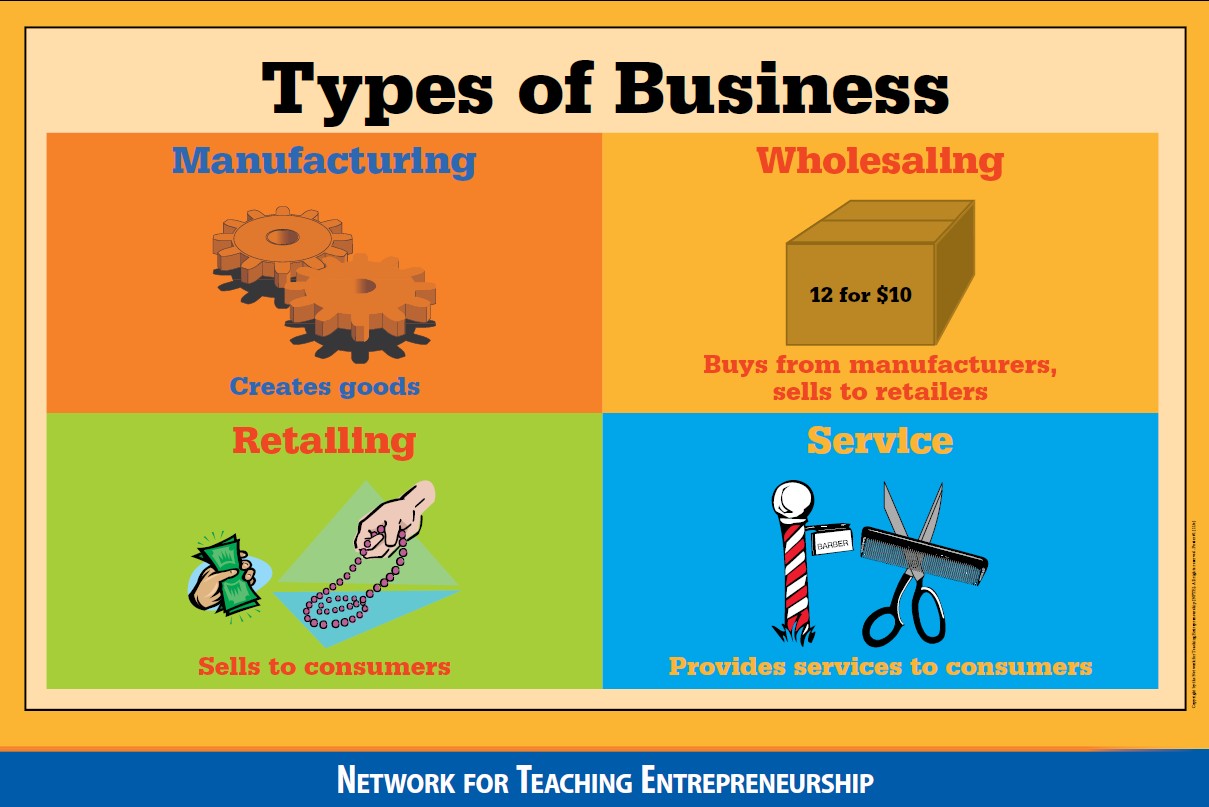 Types of Business
Manufacturing
Creates goods
Wholesaling
12 for $10
Buys from manufacturers,
sells to retailers
Retailing
Sells to consumers
Service
BARBER
Provides services to consumers
NETWORK FOR TEACHING ENTREPRENEURSHIP